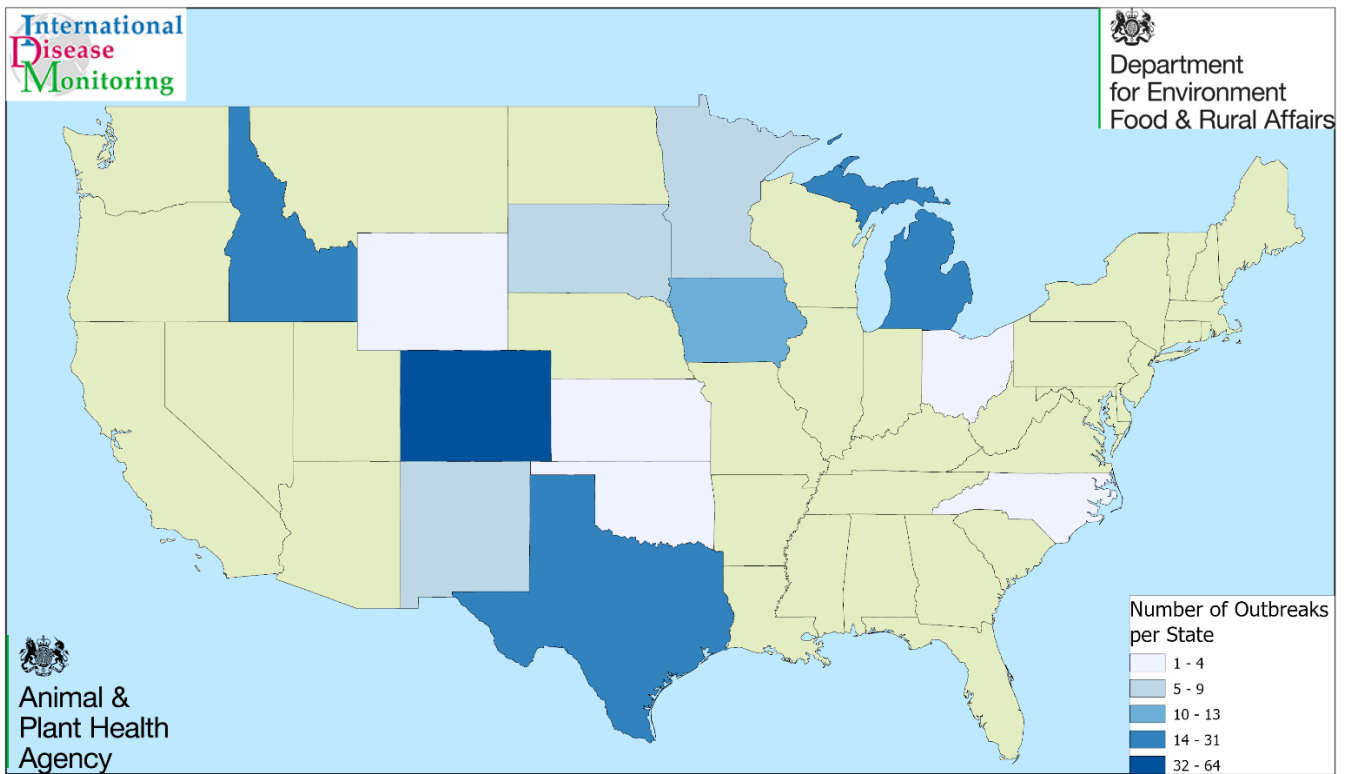 International
Disease
Monitoring
Department
for Environment
Food & Rural Affairs
Animal &
Plant Health
Agency
Number of Outbreaks
per State
1 - 4
5 - 9
10 - 13
14 - 31
32 - 64